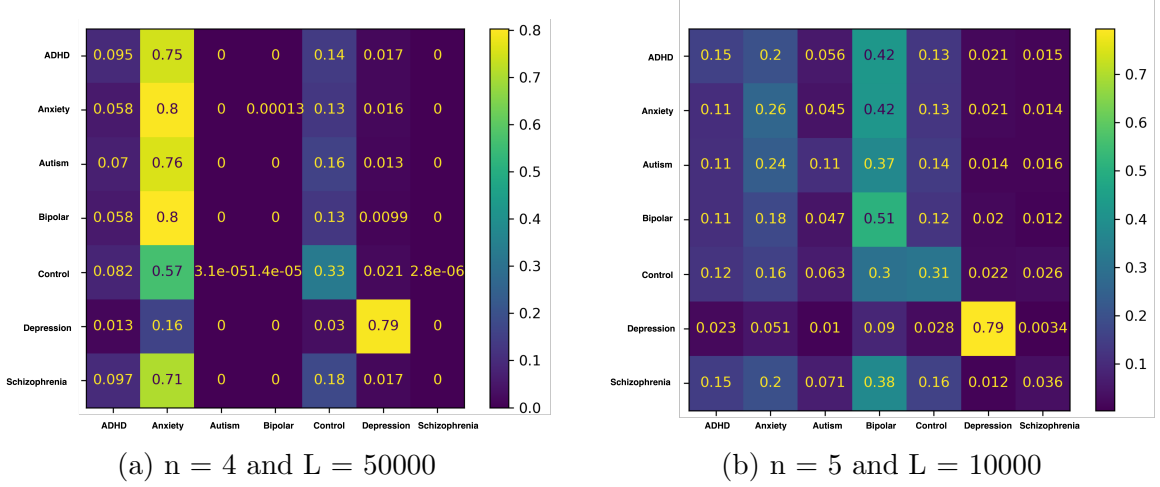 ADHD 0.095 0.75 0 0 0.14 0.017 0
Anxiety 0.058 0.8 0 0.00013 0.13 0.016 0
Autism 0.07 0.76 0 0 0.16 0.013 0
Bipolar 0.058 0.8 0 0 0.13 0.0099 0
Control 0.082 0.57 3.1e-05 1.4e-05 0.33 0.021 2.8e-06
Depression 0.013 0.16 0 0 0.03 0.79 0
Schizophrenia 0.097 0.71 0 0 0.18 0.017 0
ADHD Anxiety Autism Bipolar Control Depression Schizophrenia
0.8
0.7
0.6
0.5
0.4
0.3
0.2
0.1
0.0
(a) n = 4 and L = 50000
ADHD 0.15 0.2 0.056 0.42 0.13 0.021 0.015
Anxiety 0.11 0.26 0.045 0.42 0.13 0.021 0.014
Autism 0.11 0.24 0.11 0.37 0.14 0.014 0.016
Bipolar 0.11 0.18 0.047 0.51 0.12 0.02 0.012
Control 0.12 0.16 0.063 0.3 0.31 0.022 0.026
Depression 0.023 0.051 0.01 0.09 0.028 0.79 0.0034
Schizophrenia 0.15 0.2 0.071 0.38 0.16 0.012 0.036
ADHD Anxiety Autism Bipolar Control Depression Schizophrenia
0.7
0.6
0.5
0.4
0.3
0.2
0.1
(b) n = 5 and L = 10000